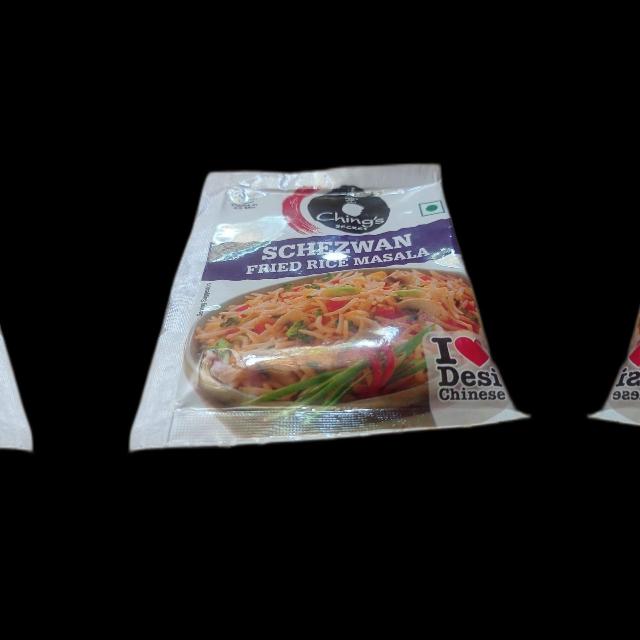 Ching's
SECRET
SCHEZWAN
FRIED RICE MASALA
I
Desi
Chinese